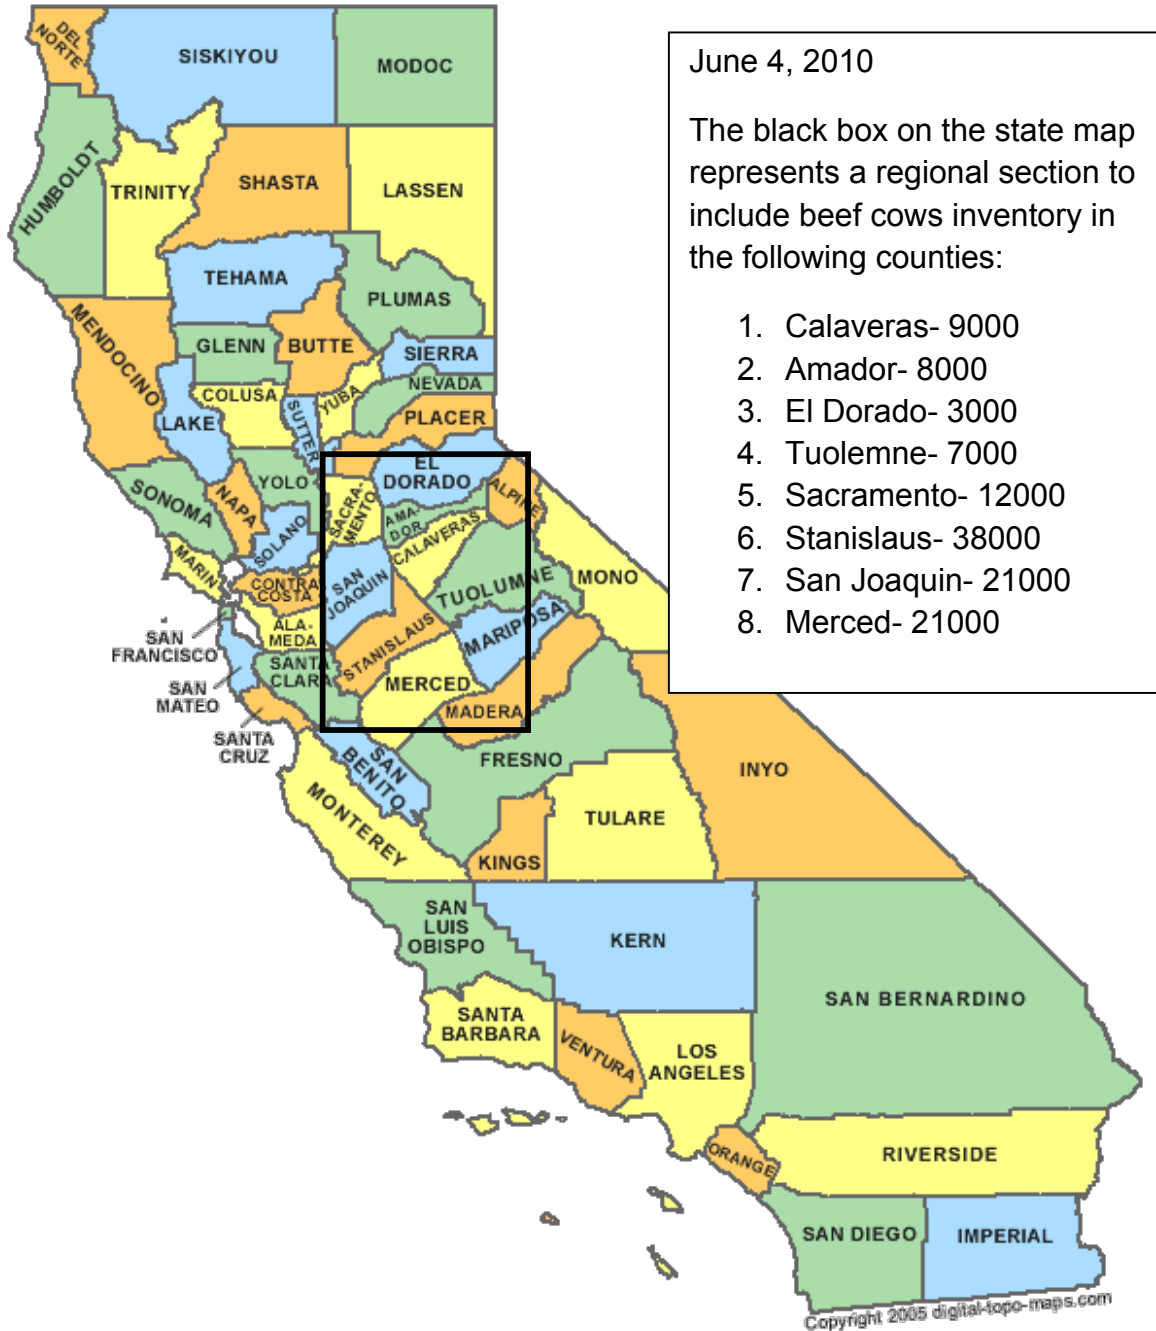 DEL
NORTE
SISKIYOU
MODOC
June 4, 2010
The black box on the state map
represents a regional section to
include beef cows inventory in
the following counties:
1. Calaveras- 9000
2. Amador- 8000
3. El Dorado- 3000
4. Tuolemne- 7000
5. Sacramento- 12000
6. Stanislaus- 38000
7. San Joaquin- 21000
8. Merced- 21000
HUMBOLDT
TRINITY
SHASTA
LASSEN
TEHAMA
PLUMAS
MENDOCINO
GLENN
BUTTE
SIERRA
COLUSA
YUBA
NEVADA
LAKE
SUTTER
PLACER
SONOMA
NAPA
YOLO
SACRA-
MENTO
EL
DORADO
ALPINE
SOLANO
AMA-
DOR
CALAVERAS
MARIN
CONTRA
COSTA
SAN
JOAQUIN
TUOLUMNE
MONO
SAN
FRANCISCO
ALA-
MEDA
STANISLAUS
MARIPOSA
SAN
MATEO
SANTA
CLARA
MERCED
MADERA
SANTA
CRUZ
SAN
BENITO
FRESNO
INYO
MONTEREY
TULARE
KINGS
SAN
LUIS
OBISPO
KERN
SAN BERNARDINO
SANTA
BARBARA
VENTURA
LOS
ANGELES
ORANGE
RIVERSIDE
SAN DIEGO
IMPERIAL
Copyright 2005 digital-topo-maps.com